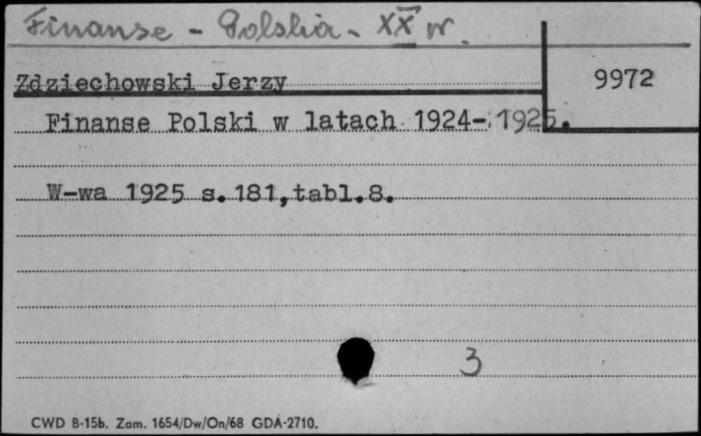 Finanse - Polska - XX w.
Zdziechowski Jerzy
9972
Finanse Polski w latach 1924-1925.
W-wa 1925 s.181,tabl.8.
3
CWD B-15b. Zam. 1654/Dw/On/68 GDA-2710.